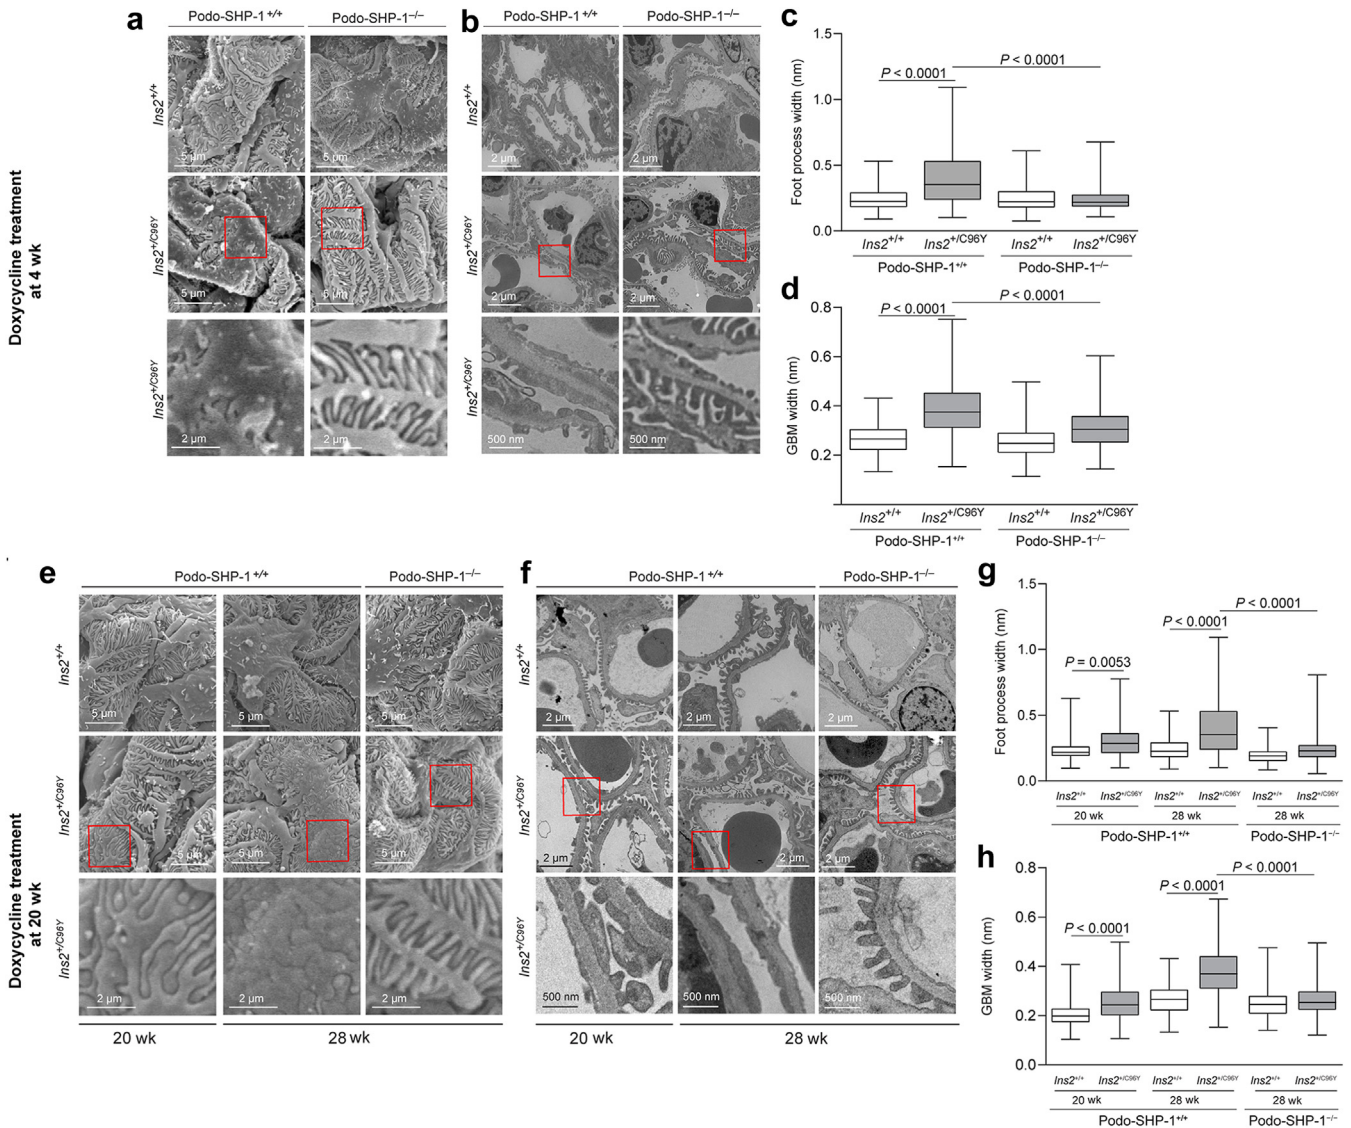 Doxycycline treatment
at 4 wk
a
Podo-SHP-1 +/+
Podo-SHP-1–/–
Ins2+/+
5 µm
5 µm
Ins2+/C96Y
5 µm
5 µm
Ins2+/C96Y
2 µm
2 µm
b
Podo-SHP-1 +/+
Podo-SHP-1–/–
Ins2+/+
2 µm
2 µm
Ins2+/C96Y
2 µm
2 µm
Ins2+/C96Y
500 nm
500 nm
c
Foot process width (nm)
1.5
1.0
0.5
0.0
P < 0.0001
P < 0.0001
Ins2+/+
Ins2+/C96Y
Ins2+/+
Ins2+/C96Y
Podo-SHP-1+/+
Podo-SHP-1–/–
d
GBM width (nm)
0.8
0.6
0.4
0.2
P < 0.0001
P < 0.0001
Ins2+/+
Ins2+/C96Y
Ins2+/+
Ins2+/C96Y
Podo-SHP-1+/+
Podo-SHP-1–/–
Doxycycline treatment
at 20 wk
e
Podo-SHP-1 +/+
Podo-SHP-1–/–
Ins2+/+
5 µm
5 µm
5 µm
Ins2+/C96Y
5 µm
5 µm
5 µm
Ins2+/C96Y
2 µm
2 µm
2 µm
20 wk
28 wk
f
Podo-SHP-1 +/+
Podo-SHP-1–/–
Ins2+/+
2 µm
2 µm
2 µm
Ins2+/C96Y
2 µm
2 µm
2 µm
Ins2+/C96Y
500 nm
500 nm
500 nm
20 wk
28 wk
g
Foot process width (nm)
1.5
1.0
0.5
0.0
P = 0.0053
P < 0.0001
P < 0.0001
Ins2+/+
Ins2+/C96Y
Ins2+/+
Ins2+/C96Y
Ins2+/+
Ins2+/C96Y
20 wk
28 wk
28 wk
Podo-SHP-1+/+
Podo-SHP-1–/–
h
GBM width (nm)
0.8
0.6
0.4
0.2
0.0
P < 0.0001
P < 0.0001
P < 0.0001
Ins2+/+
Ins2+/C96Y
Ins2+/+
Ins2+/C96Y
Ins2+/+
Ins2+/C96Y
20 wk
28 wk
28 wk
Podo-SHP-1+/+
Podo-SHP-1–/–